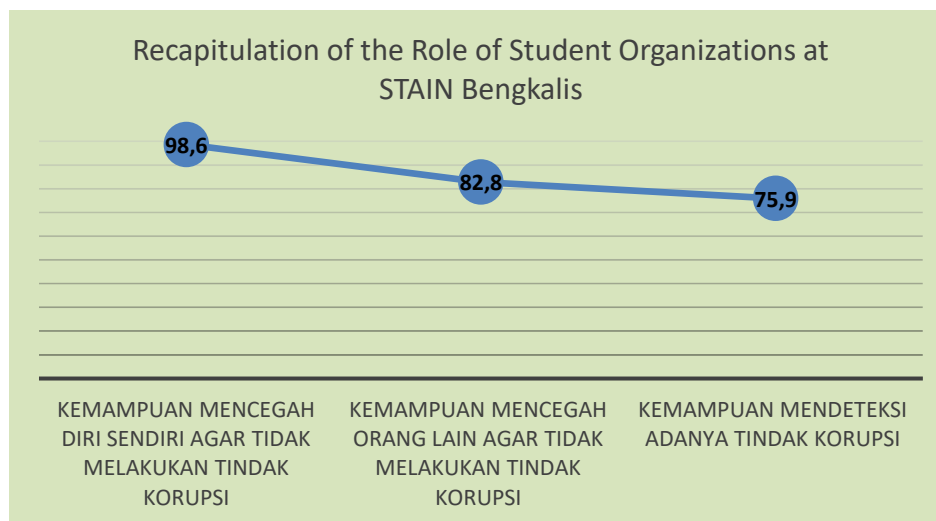 Recapitulation of the Role of Student Organizations at
STAIN Bengkalis
98,6
82,8
75,9
KEMAMPUAN MENCEGAH
DIRI SENDIRI AGAR TIDAK
MELAKUKAN TINDAK
KORUPSI
KEMAMPUAN MENCEGAH
ORANG LAIN AGAR TIDAK
MELAKUKAN TINDAK
KORUPSI
KEMAMPUAN MENDETEKSI
ADANYA TINDAK KORUPSI